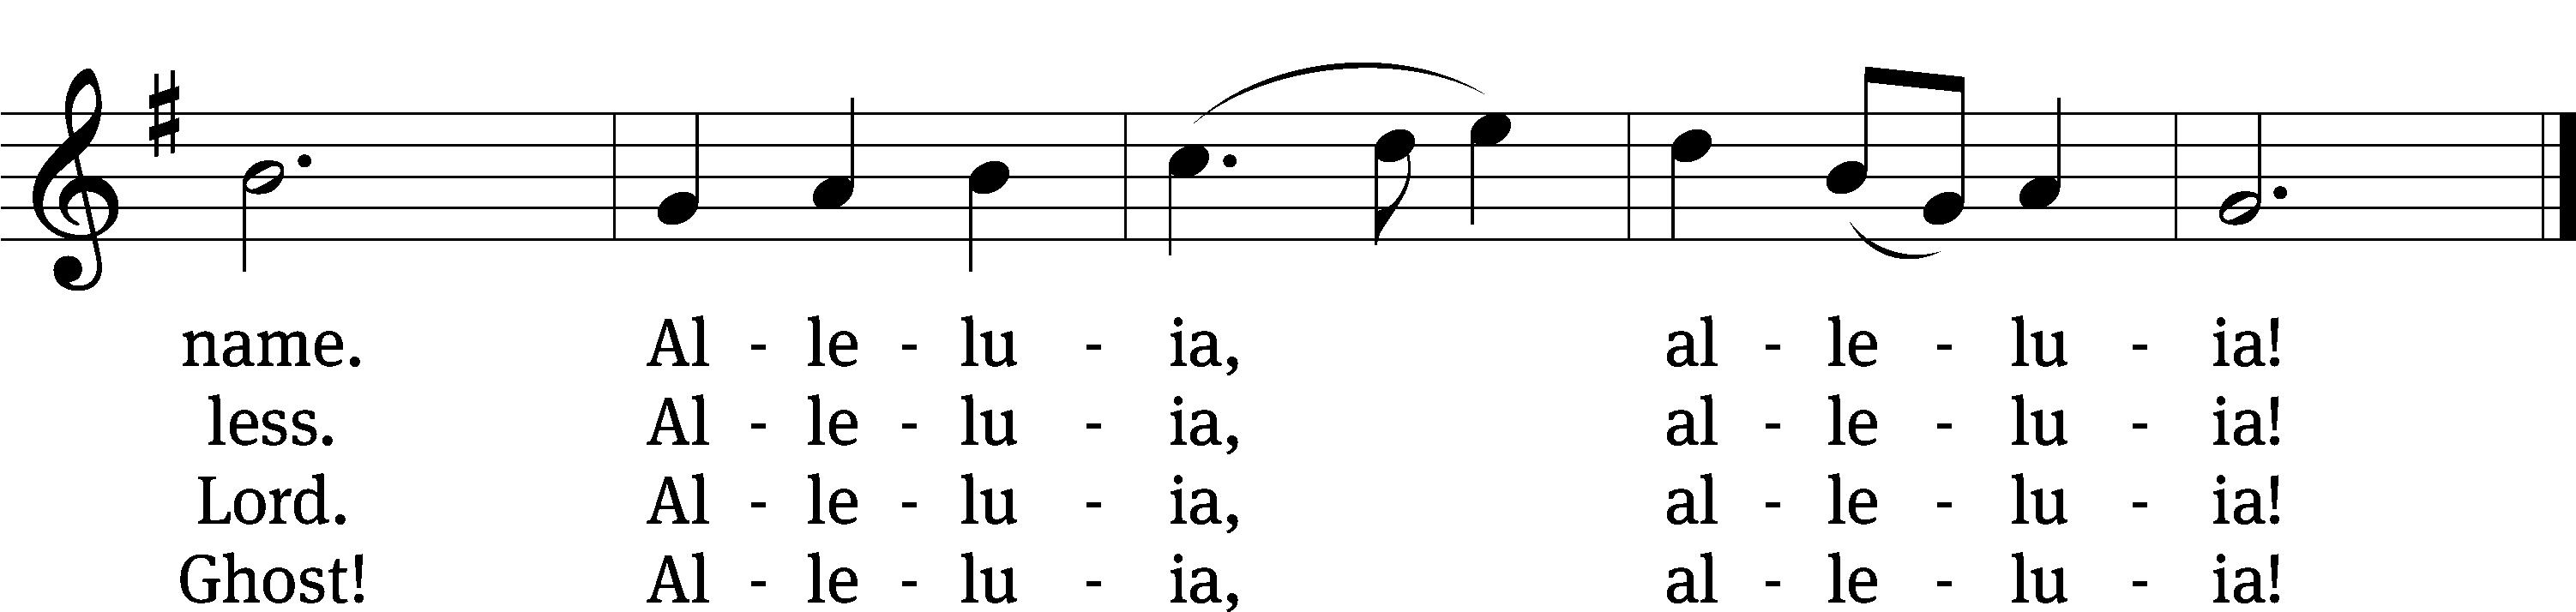 name. Al - le - lu - ia, al - le - lu - ia!
less. Al - le - lu - ia, al - le - lu - ia!
Lord. Al - le - lu - ia, al - le - lu - ia!
Ghost! Al - le - lu - ia, al - le - lu - ia!